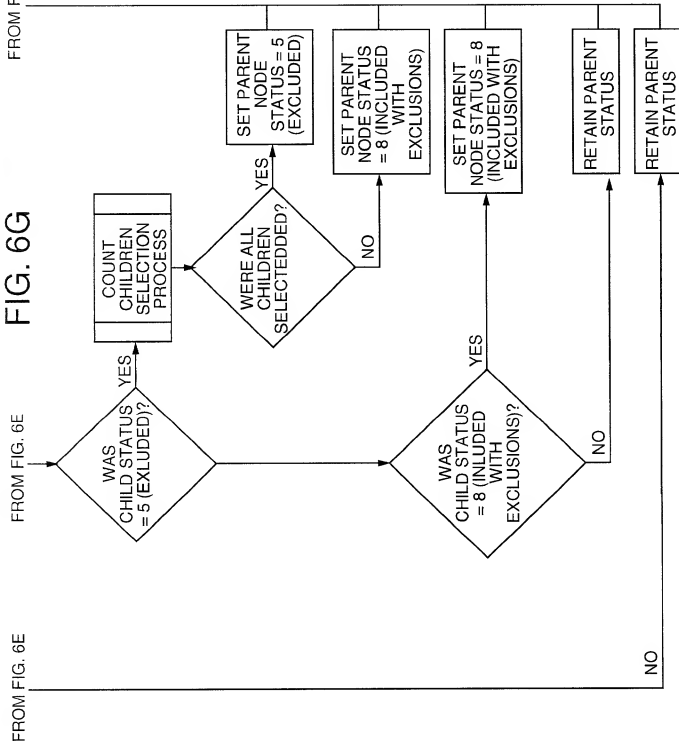 FIG. 6G
FROM FIG. 6E
FROM FIG. 6E
WAS
CHILD STATUS
= 5 (EXLUDED)?
YES
COUNT
CHILDREN
SELECTION
PROCESS
WERE ALL
CHILDREN
SELECTEDDED?
YES
SET PARENT
NODE
STATUS = 5
(EXCLUDED)
NO
SET PARENT
NODE STATUS
= 8 (INCLUDED
WITH
EXCLUSIONS)
WAS
CHILD STATUS
= 8 (INLUDED
WITH
EXCLUSIONS)?
YES
SET PARENT
NODE STATUS = 8
(INCLUDED WITH
EXCLUSIONS)
NO
RETAIN PARENT
STATUS
NO
RETAIN PARENT
STATUS
FROM